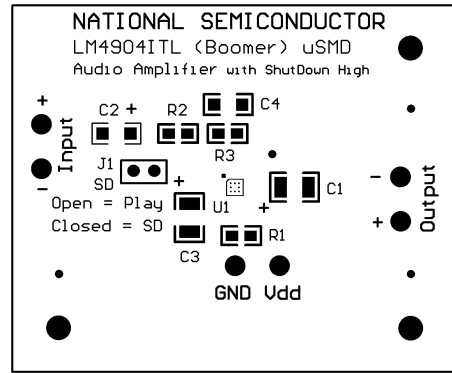 NATIONAL SEMICONDUCTOR
LM4904ITL (Boomer) uSMD
Audio Amplifier with ShutDown High
+
C2 +
R2
C4
Input
R3
J1
-
SD
+
U1
C1
Open = Play
+
Closed = SD
R1
C3
-
+
Output
GND Vdd